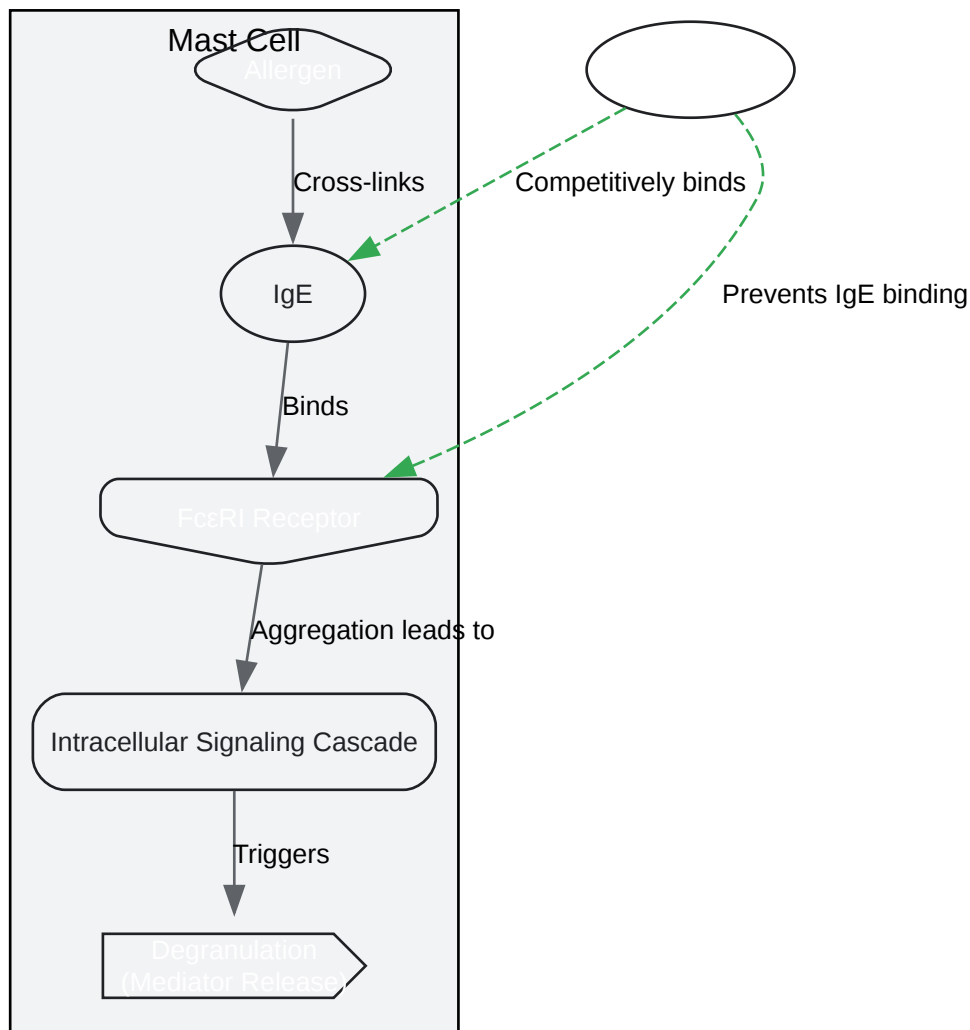 Mast Cell
Allergen
Cross-links
Competitively binds
IgE
Prevents IgE binding
Binds
FcεRI Receptor
Aggregation leads to
Intracellular Signaling Cascade
Triggers
Degranulation
(Mediator Release)